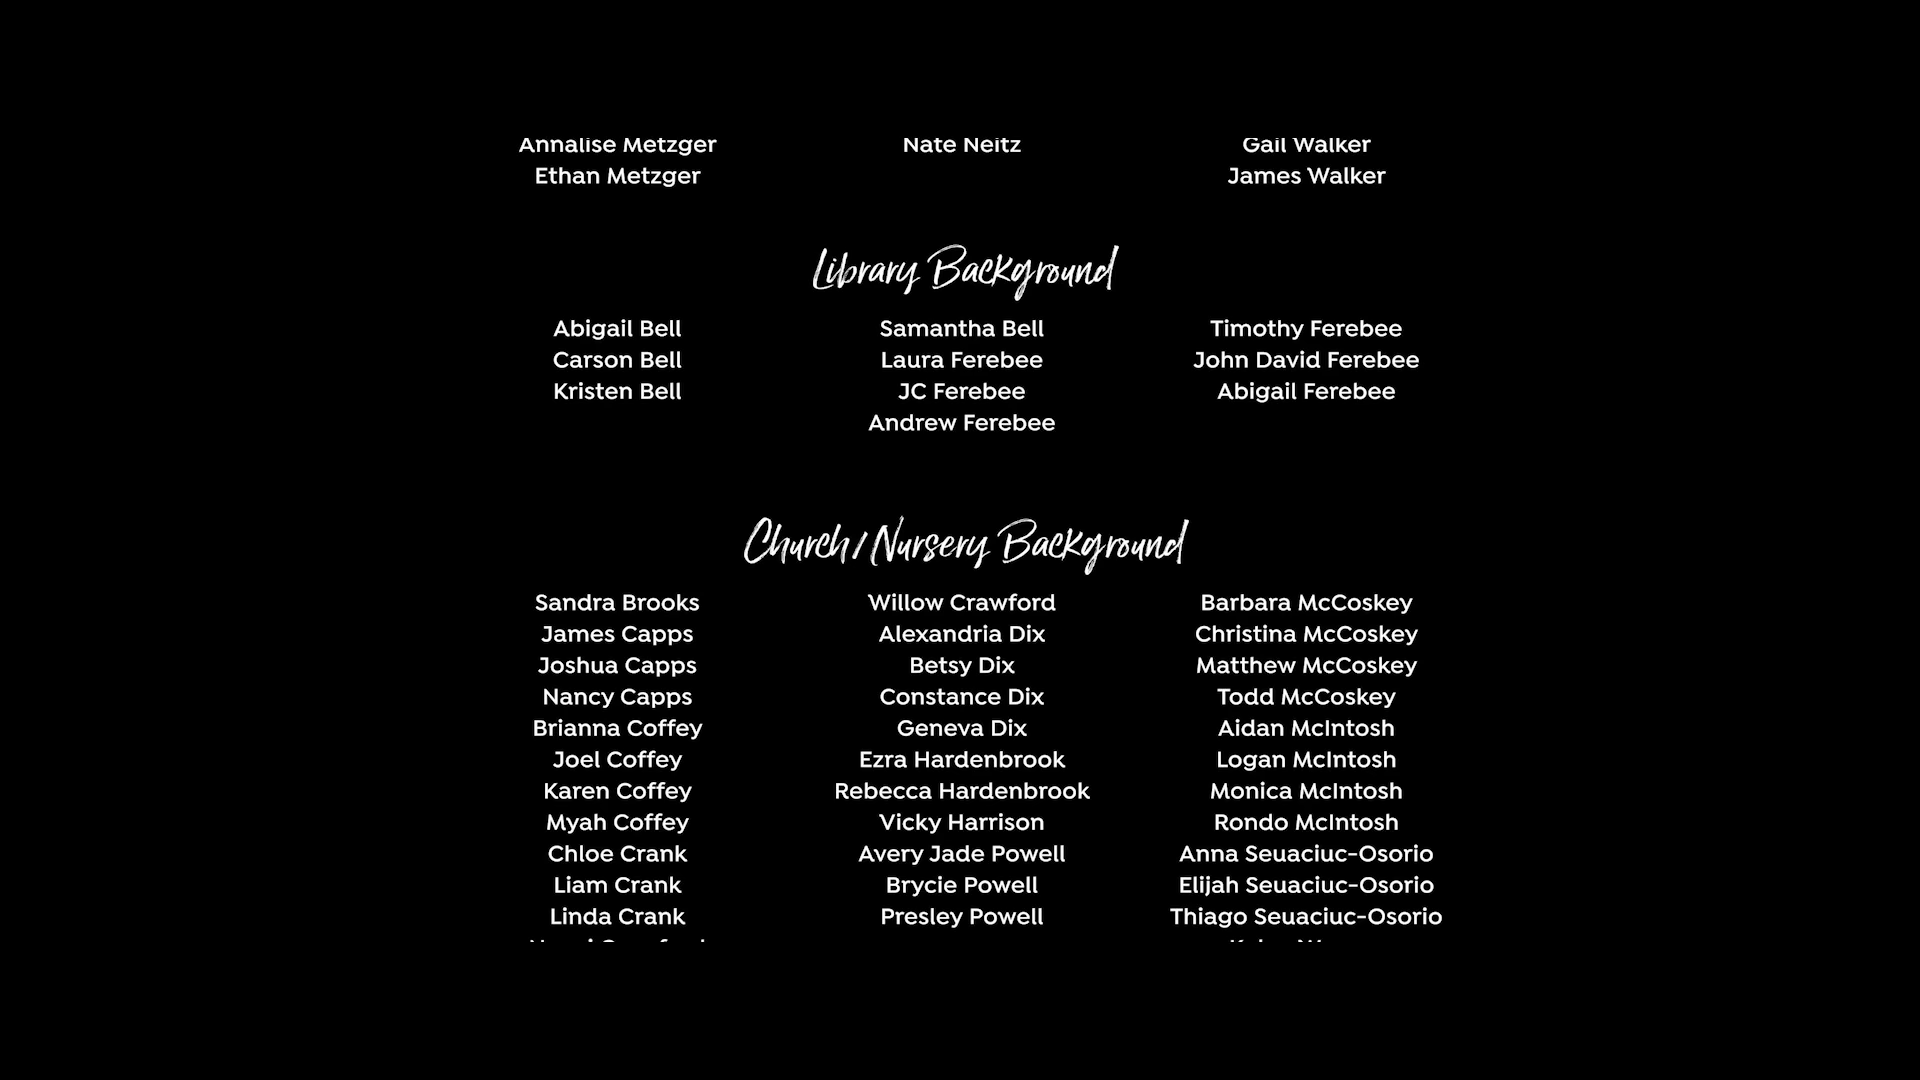 Annalise Metzger Nate Neitz Gail Walker
Ethan Metzger James Walker
Library Background
Abigail Bell Samantha Bell Timothy Ferebee
Carson Bell Laura Ferebee John David Ferebee
Kristen Bell JC Ferebee Abigail Ferebee
Andrew Ferebee
Church/Nursery Background
Sandra Brooks Willow Crawford Barbara McCoskey
James Capps Alexandria Dix Christina McCoskey
Joshua Capps Betsy Dix Matthew McCoskey
Nancy Capps Constance Dix Todd McCoskey
Brianna Coffey Geneva Dix Aidan McIntosh
Joel Coffey Ezra Hardenbrook Logan McIntosh
Karen Coffey Rebecca Hardenbrook Monica McIntosh
Myah Coffey Vicky Harrison Rondo McIntosh
Chloe Crank Avery Jade Powell Anna Seuaciuc-Osorio
Liam Crank Brycie Powell Elijah Seuaciuc-Osorio
Linda Crank Presley Powell Thiago Seuaciuc-Osorio